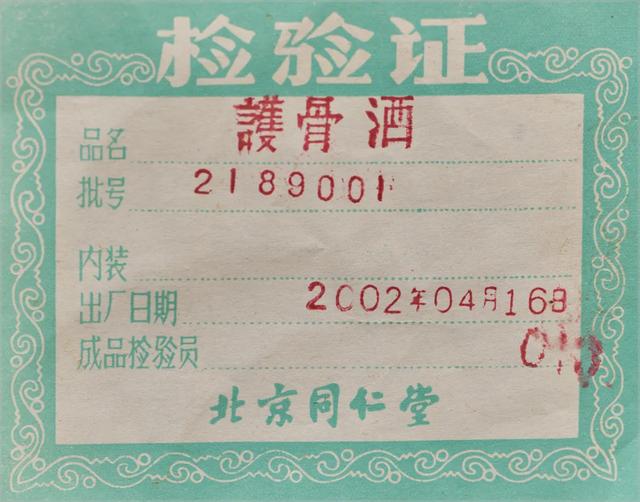 检验证
品名 護骨酒
批号 2189001
内装
出厂日期 2002年04月16日
成品检验员
北京同仁堂